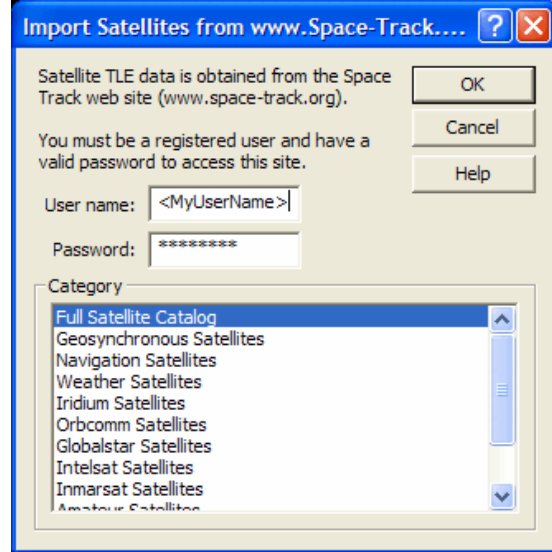 Import Satellites from www.Space-Track....
Satellite TLE data is obtained from the Space
Track web site (www.space-track.org).
You must be a registered user and have a
valid password to access this site.
OK
Cancel
Help
User name: <MyUserName>
Password: ********
Category
Full Satellite Catalog
Geosynchronous Satellites
Navigation Satellites
Weather Satellites
Iridium Satellites
Orbcomm Satellites
Globalstar Satellites
Intelsat Satellites
Inmarsat Satellites
Amateur Satellites